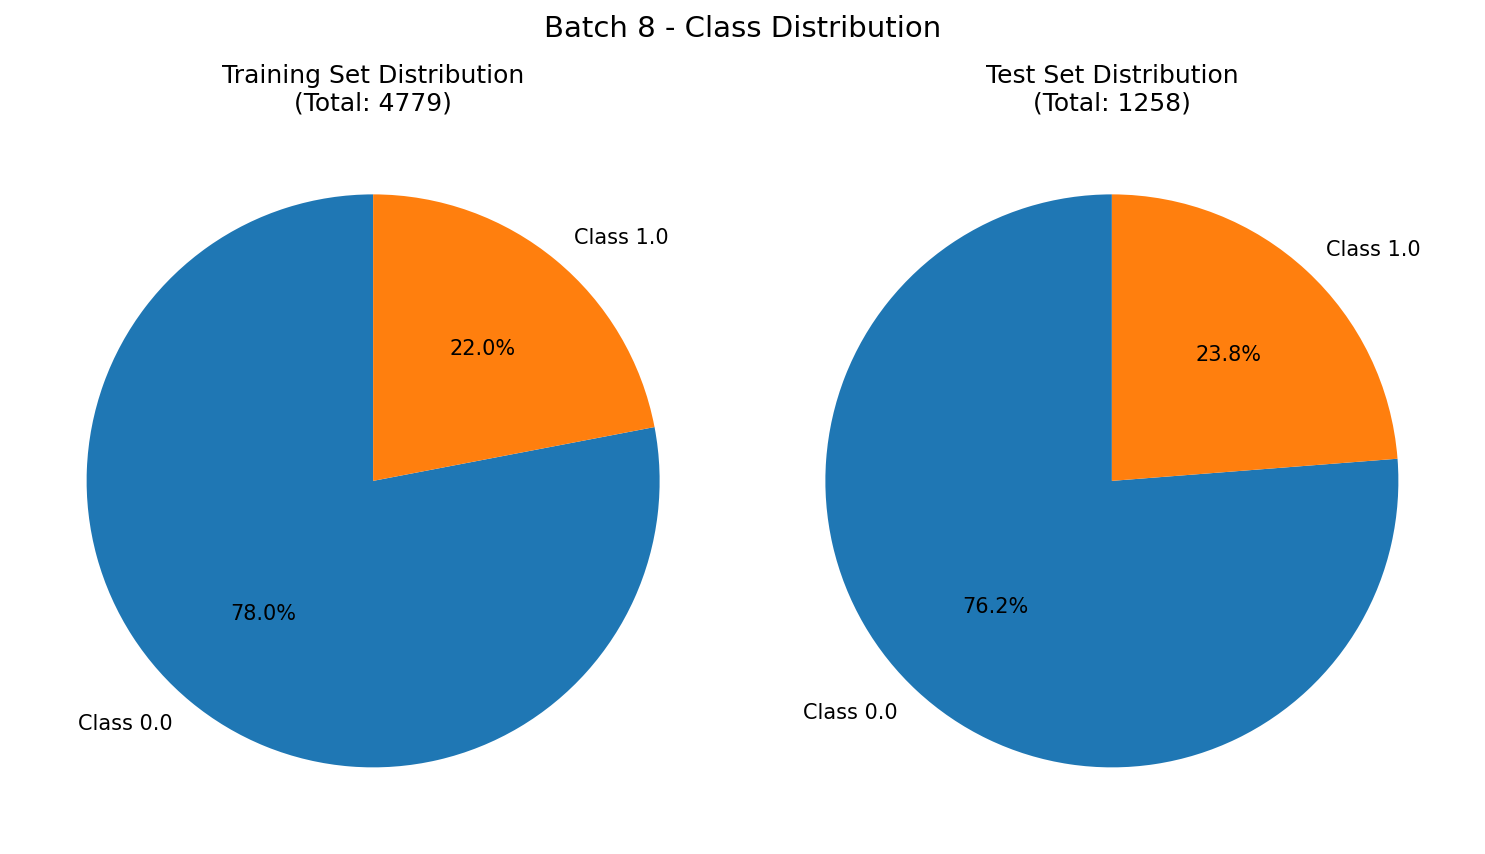 Batch 8 - Class Distribution
Training Set Distribution
(Total: 4779)
Class 1.0
22.0%
78.0%
Class 0.0
Test Set Distribution
(Total: 1258)
Class 1.0
23.8%
76.2%
Class 0.0